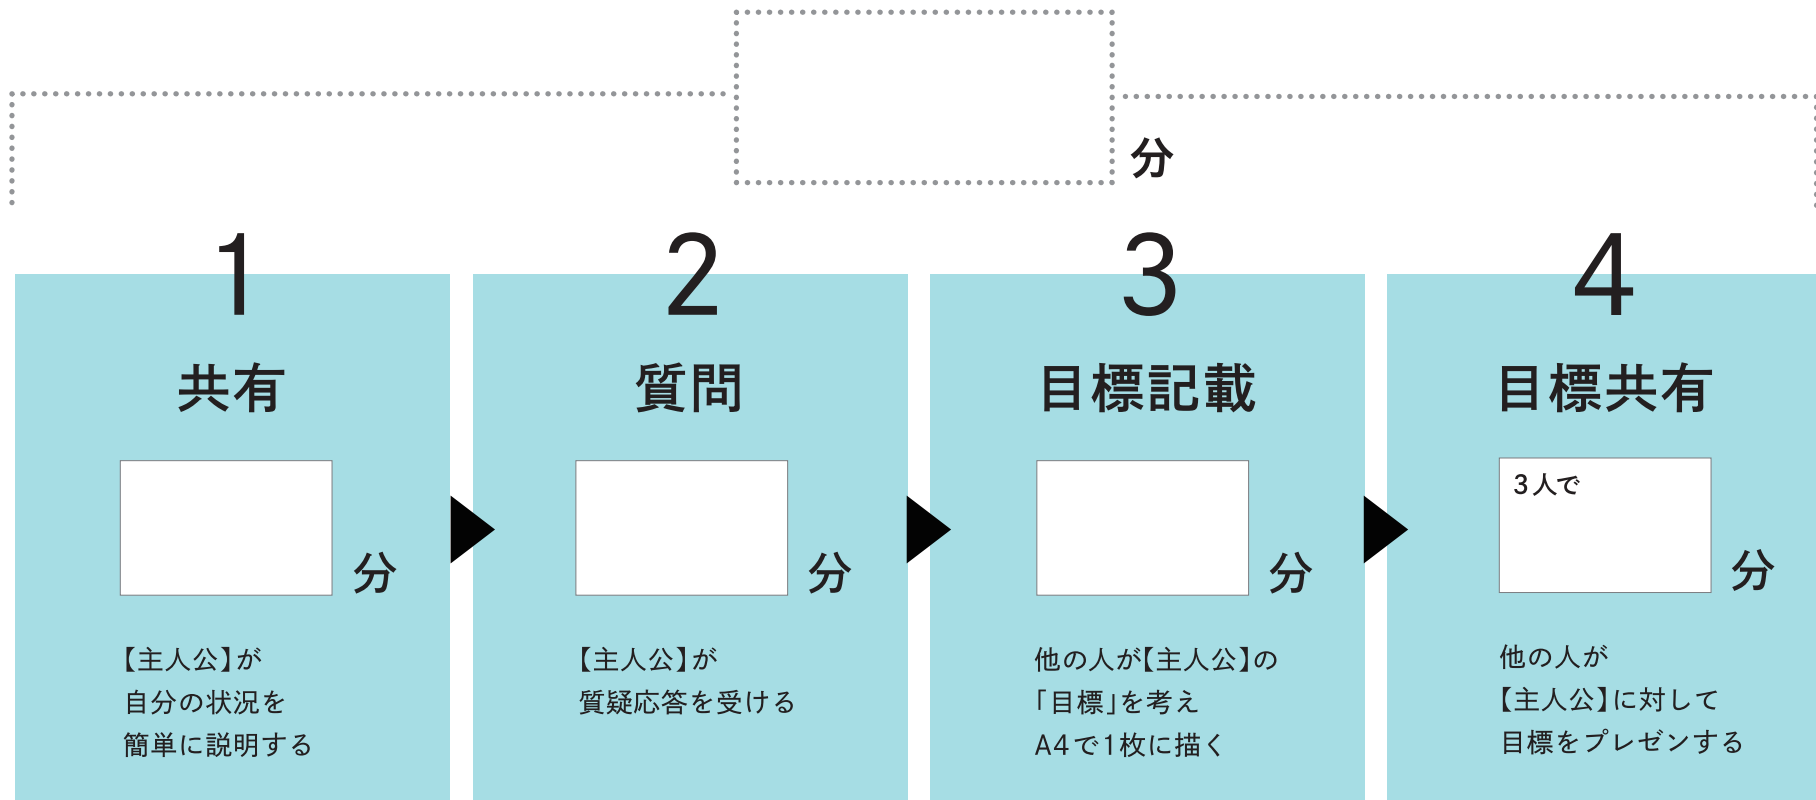 分
1
共有
分
【主人公】が
自分の状況を
簡単に説明する
2
質問
分
【主人公】が
質疑応答を受ける
3
目標記載
分
他の人が【主人公】の
「目標」を考え
A4で1枚に描く
4
目標共有
3人で
分
他の人が
【主人公】に対して
目標をプレゼンする